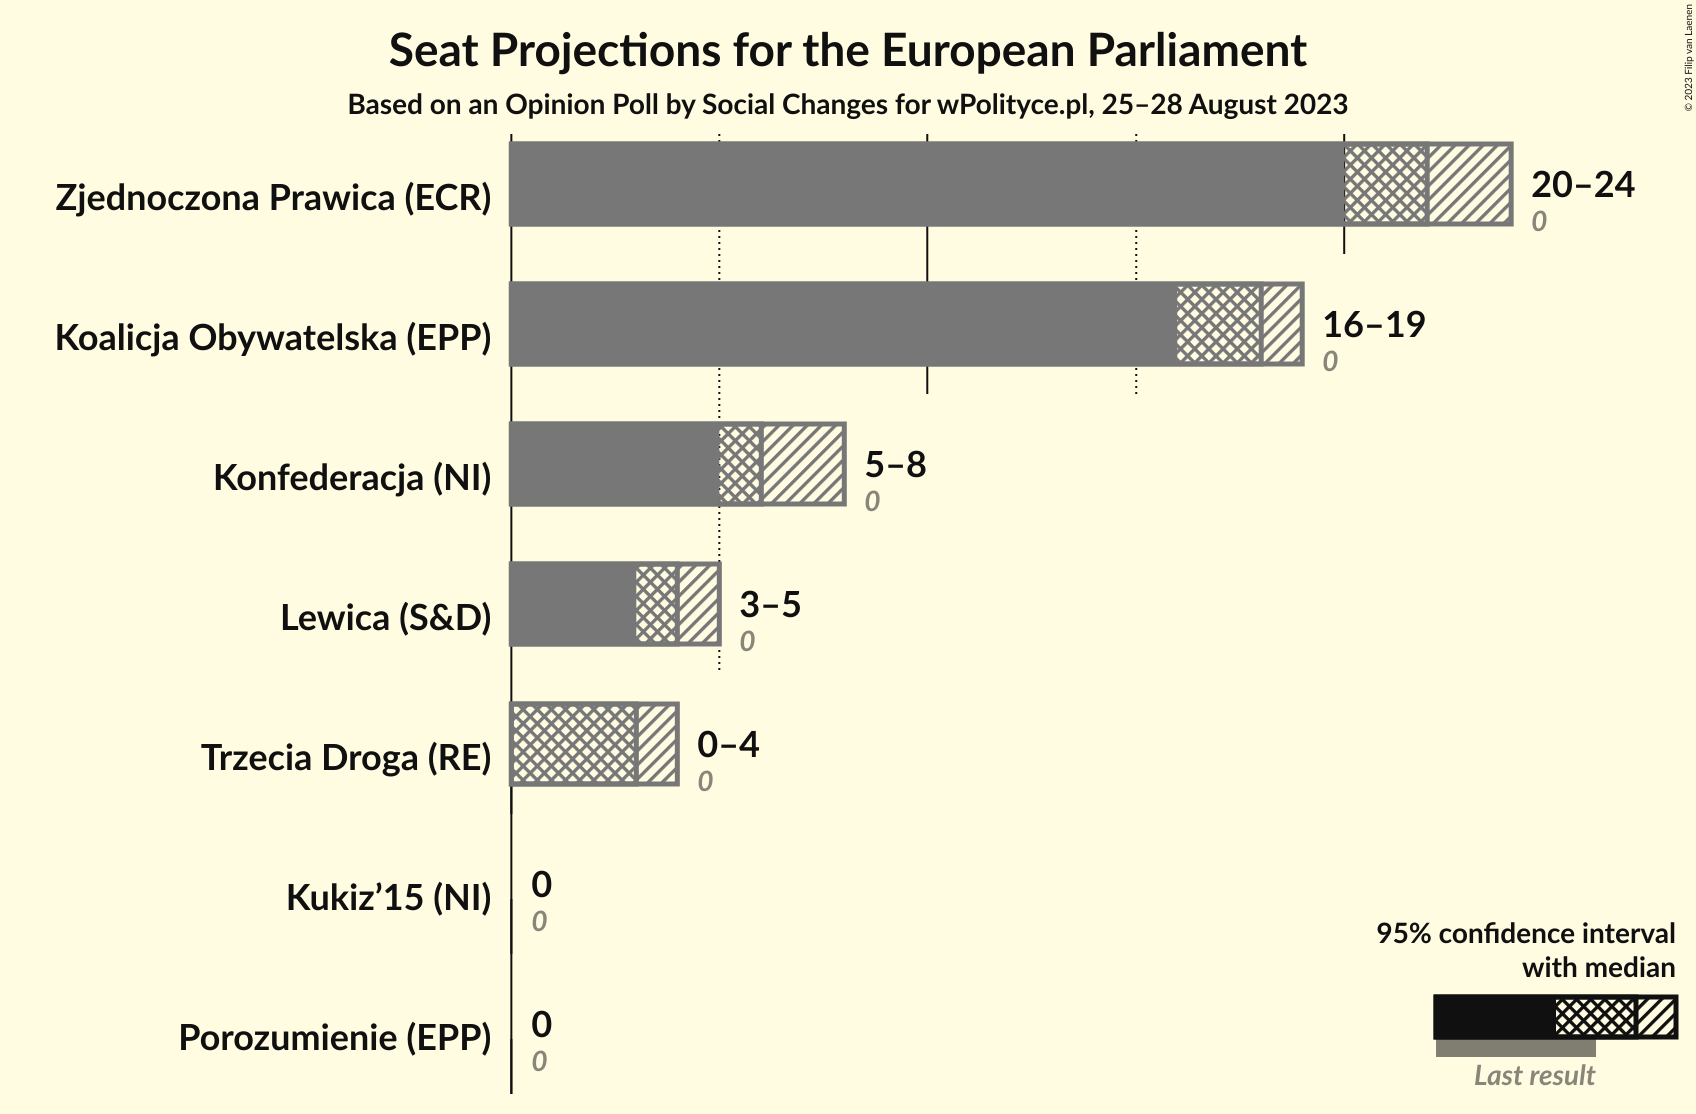 Seat Projections for the European Parliament
Based on an Opinion Poll by Social Changes for wPolityce.pl, 25–28 August 2023
© 2023 Filip van Laenen
Zjednoczona Prawica (ECR)
20–24
0
Koalicja Obywatelska (EPP)
16–19
0
Konfederacja (NI)
5–8
0
Lewica (S&D)
3–5
0
Trzecia Droga (RE)
0–4
0
Kukiz’15 (NI)
0
0
Porozumienie (EPP)
0
0
95% confidence interval
with median
Last result